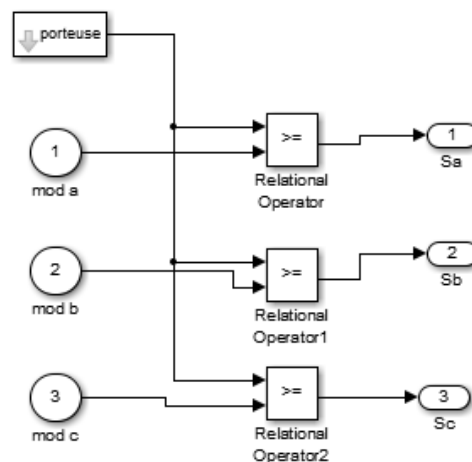 porteuse
1
mod a
>=
Relational
Operator
1
Sa
2
mod b
>=
Relational
Operator1
2
Sb
3
mod c
>=
Relational
Operator2
3
Sc